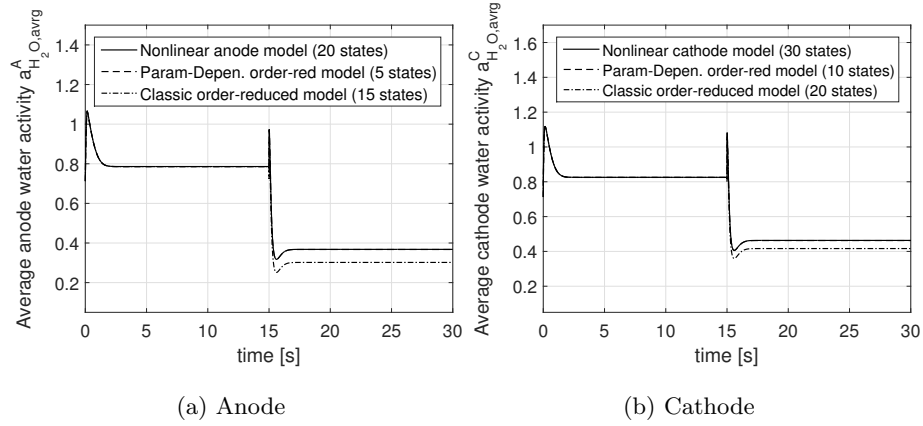 Average anode water activity a^A_{H_2O,avrg}
1.4
1.2
1
0.8
0.6
0.4
0.2
Nonlinear anode model (20 states)
Param-Depen. order-red model (5 states)
Classic order-reduced model (15 states)
0 5 10 15 20 25 30
time [s]
(a) Anode
Average cathode water activity a^C_{H_2O,avrg}
1.6
1.4
1.2
1
0.8
0.6
0.4
0.2
Nonlinear cathode model (30 states)
Param-Depen. order-red model (10 states)
Classic order-reduced model (20 states)
0 5 10 15 20 25 30
time [s]
(b) Cathode